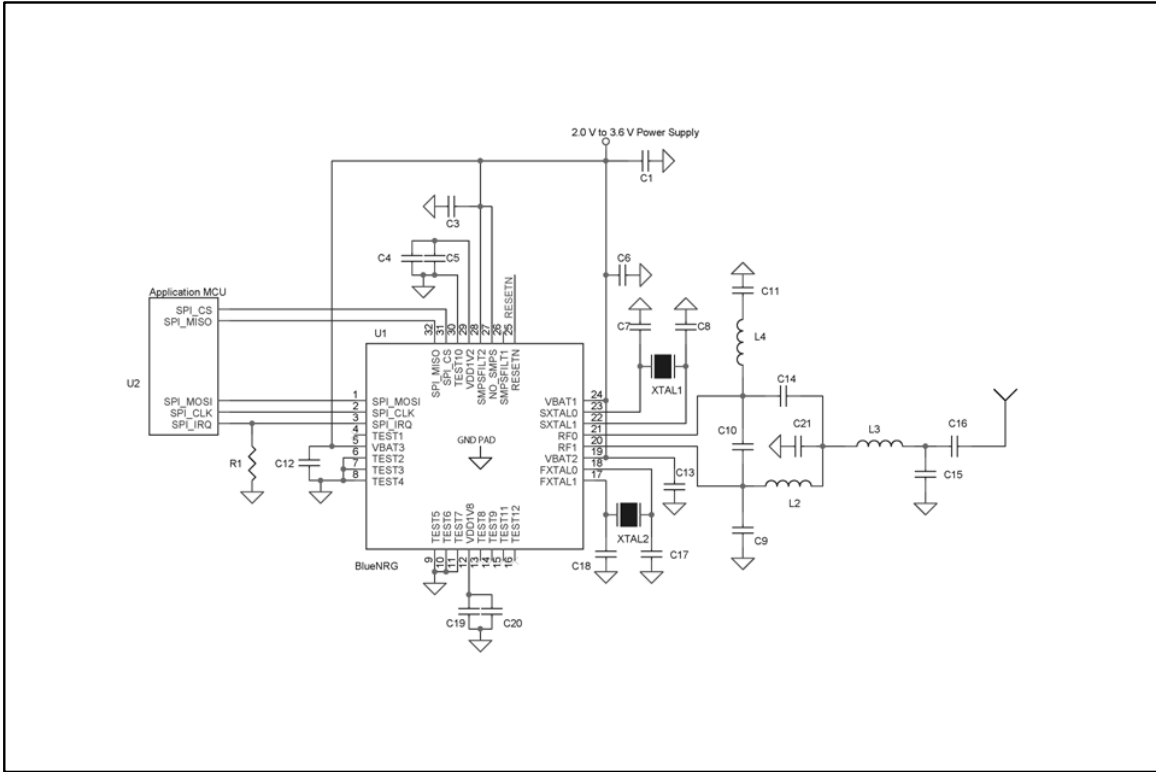 2.0 V to 3.6 V Power Supply
C1
C3
C4 C5
C6
RESETN
C11
Application MCU
SPI_CS
SPI_MISO
U2
SPI_MOSI
SPI_CLK
SPI_IRQ
R1
C12
U1
32 31 30 29 28 27 26 25
SPI_MISO
SPI_CS
TEST10
VDD1V2
SMPSFILT2
NO_SMPS
SMPSFILT1
RESETN
1 SPI_MOSI
2 SPI_CLK
3 SPI_IRQ
4 TEST1
5 VBAT3
6 TEST2
7 TEST3
8 TEST4
GND PAD
VBAT1 24
SXTAL0 23
SXTAL1 22
RF0 21
RF1 20
VBAT2 19
FXTAL0 18
FXTAL1 17
TEST5
TEST6
TEST7
VDD1V8
TEST8
TEST9
TEST11
TEST12
9 10 11 12 13 14 15 16
BlueNRG
C19 C20
C7 C8
XTAL1
L4
C14
C10 C21
L3
C16
C13
C15
L2
XTAL2
C9
C18 C17